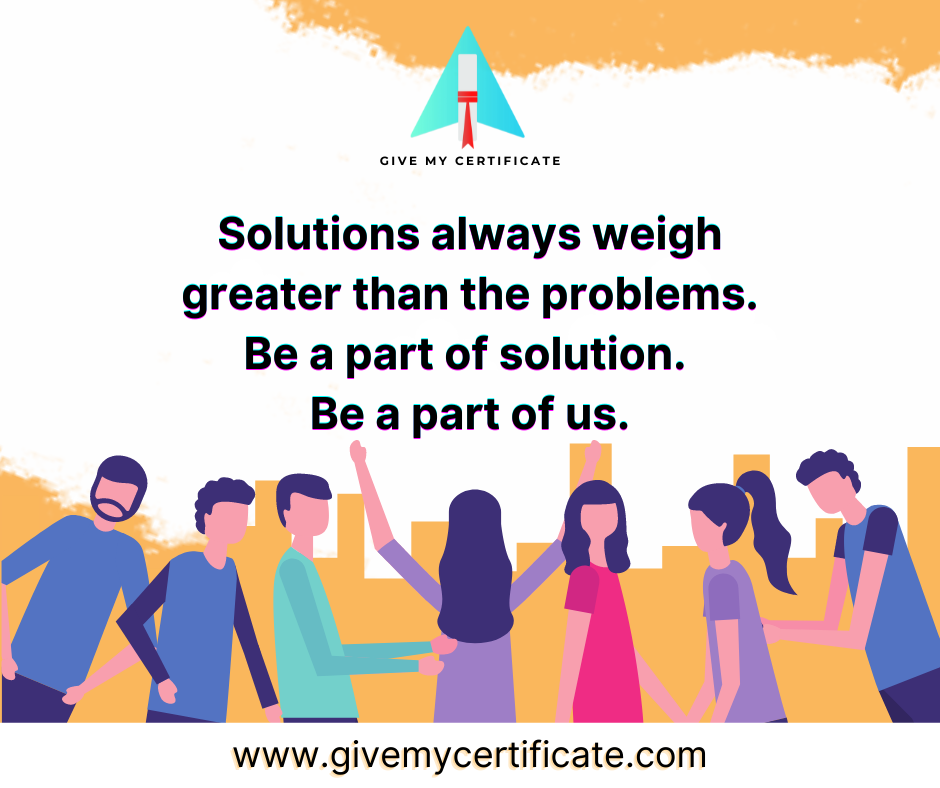 GIVE MY CERTIFICATE
Solutions always weigh
greater than the problems.
Be a part of solution.
Be a part of us.
www.givemycertificate.com